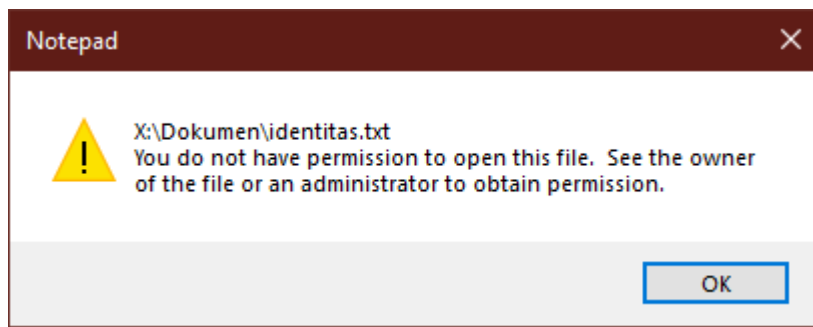 Notepad
X:\Dokumen\identitas.txt
You do not have permission to open this file.  See the owner
of the file or an administrator to obtain permission.
OK